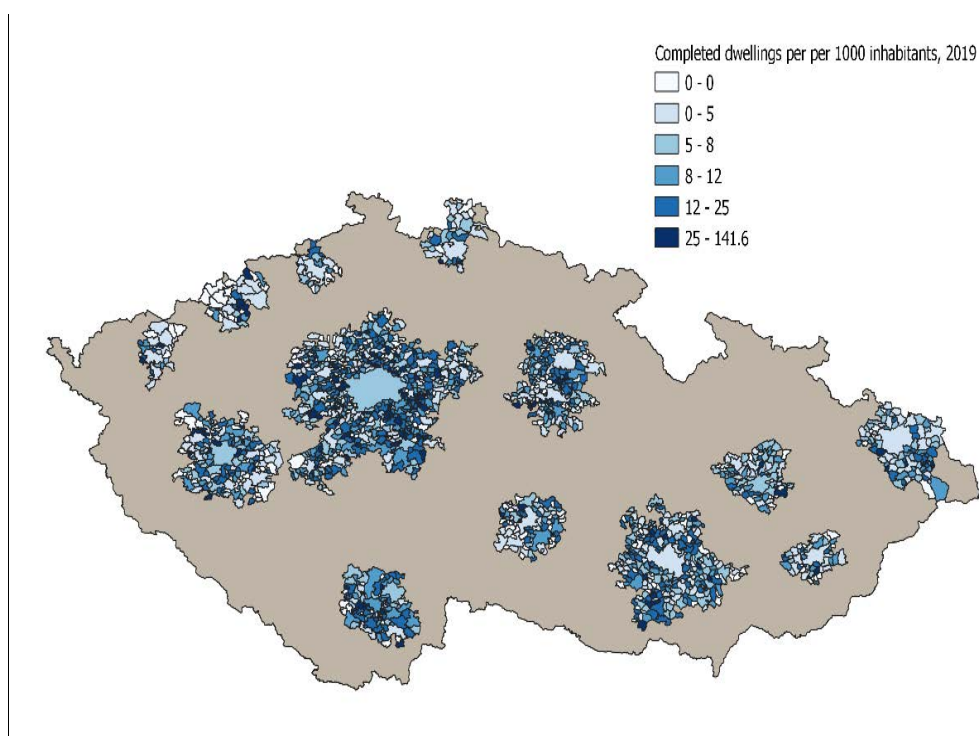 Completed dwellings per per 1000 inhabitants, 2019
0 - 0
0 - 5
5 - 8
8 - 12
12 - 25
25 - 141.6